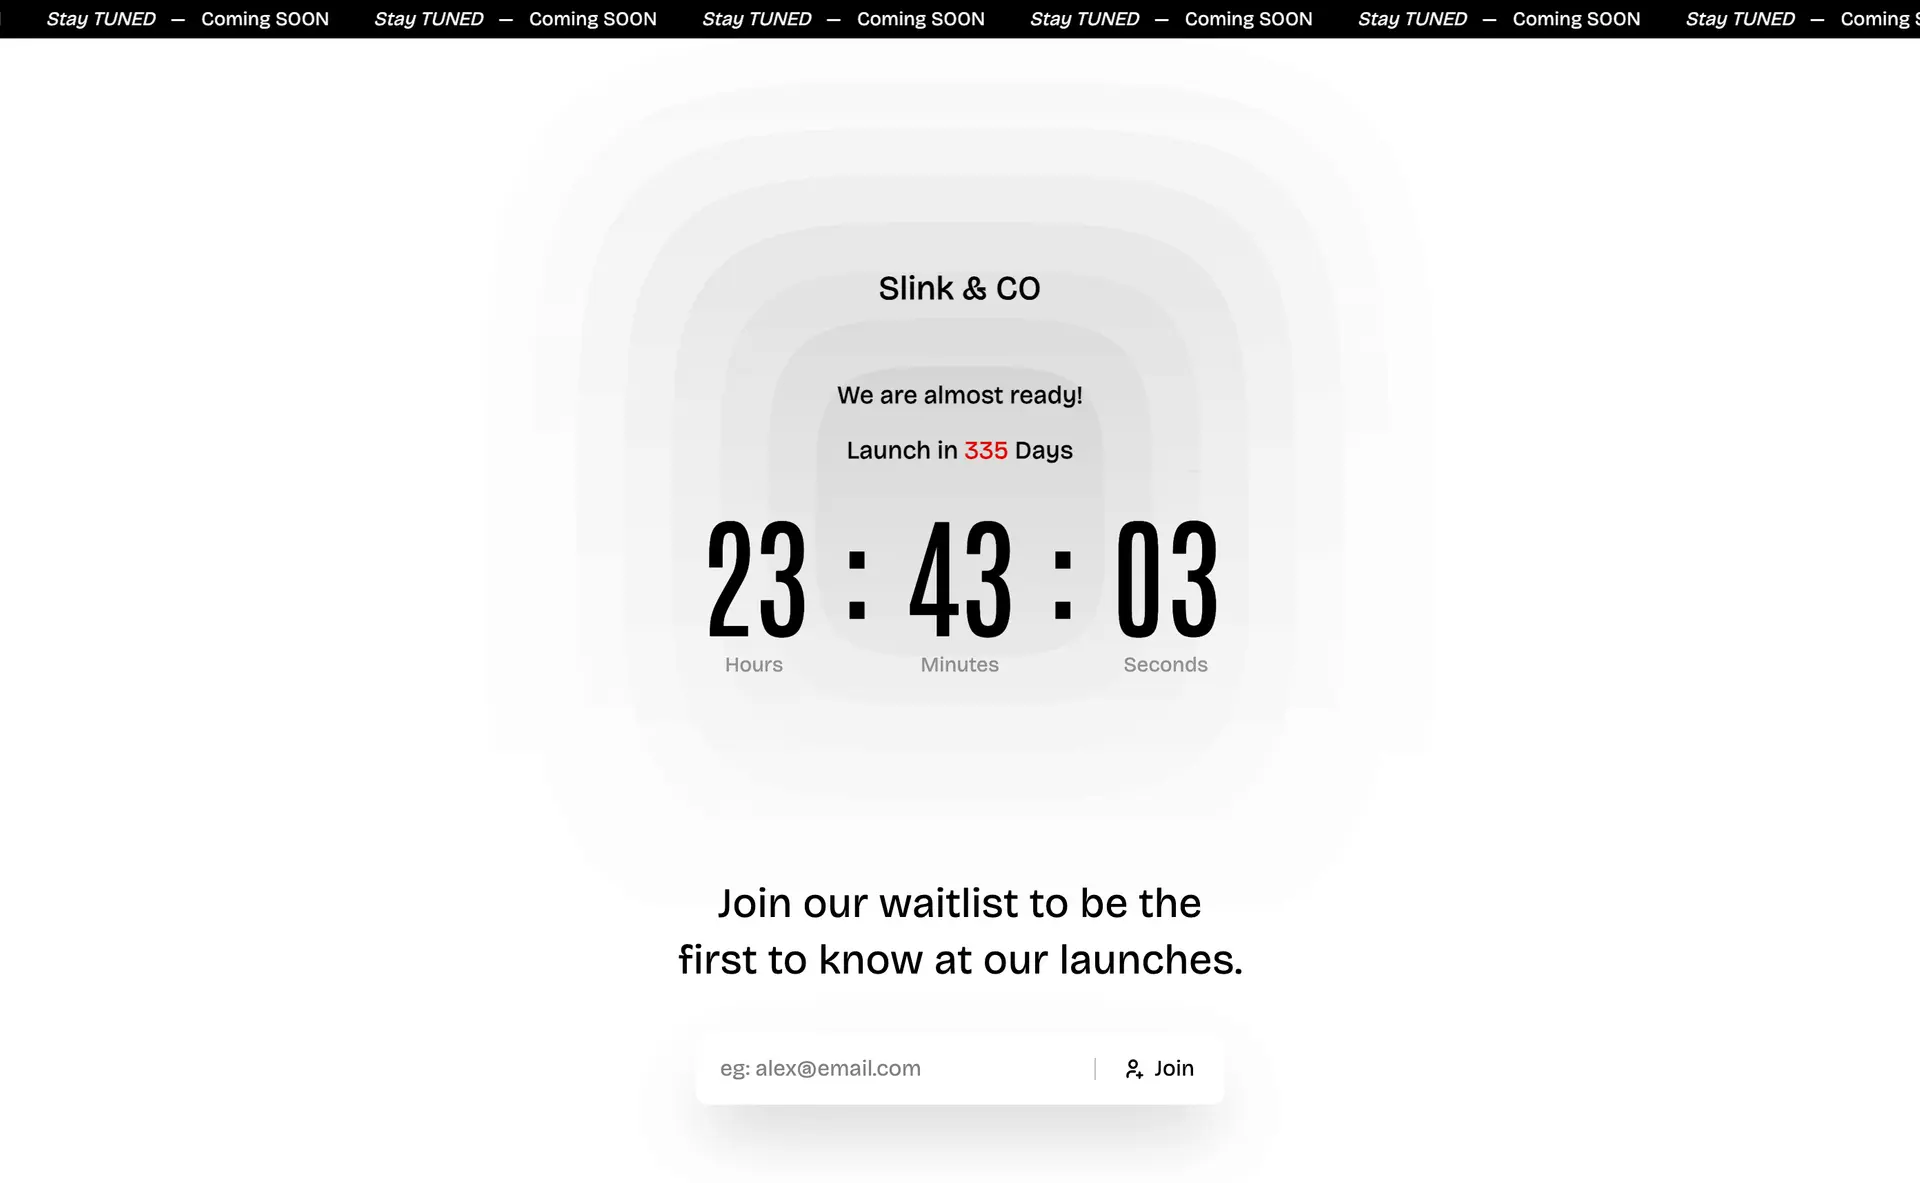 Stay TUNED — Coming SOON Stay TUNED — Coming SOON Stay TUNED — Coming SOON Stay TUNED — Coming SOON Stay TUNED — Coming SOON Stay TUNED — Coming S
Slink & CO
We are almost ready!
Launch in 335 Days
23 : 43 : 03
Hours Minutes Seconds
Join our waitlist to be the
first to know at our launches.
eg: alex@email.com | Join